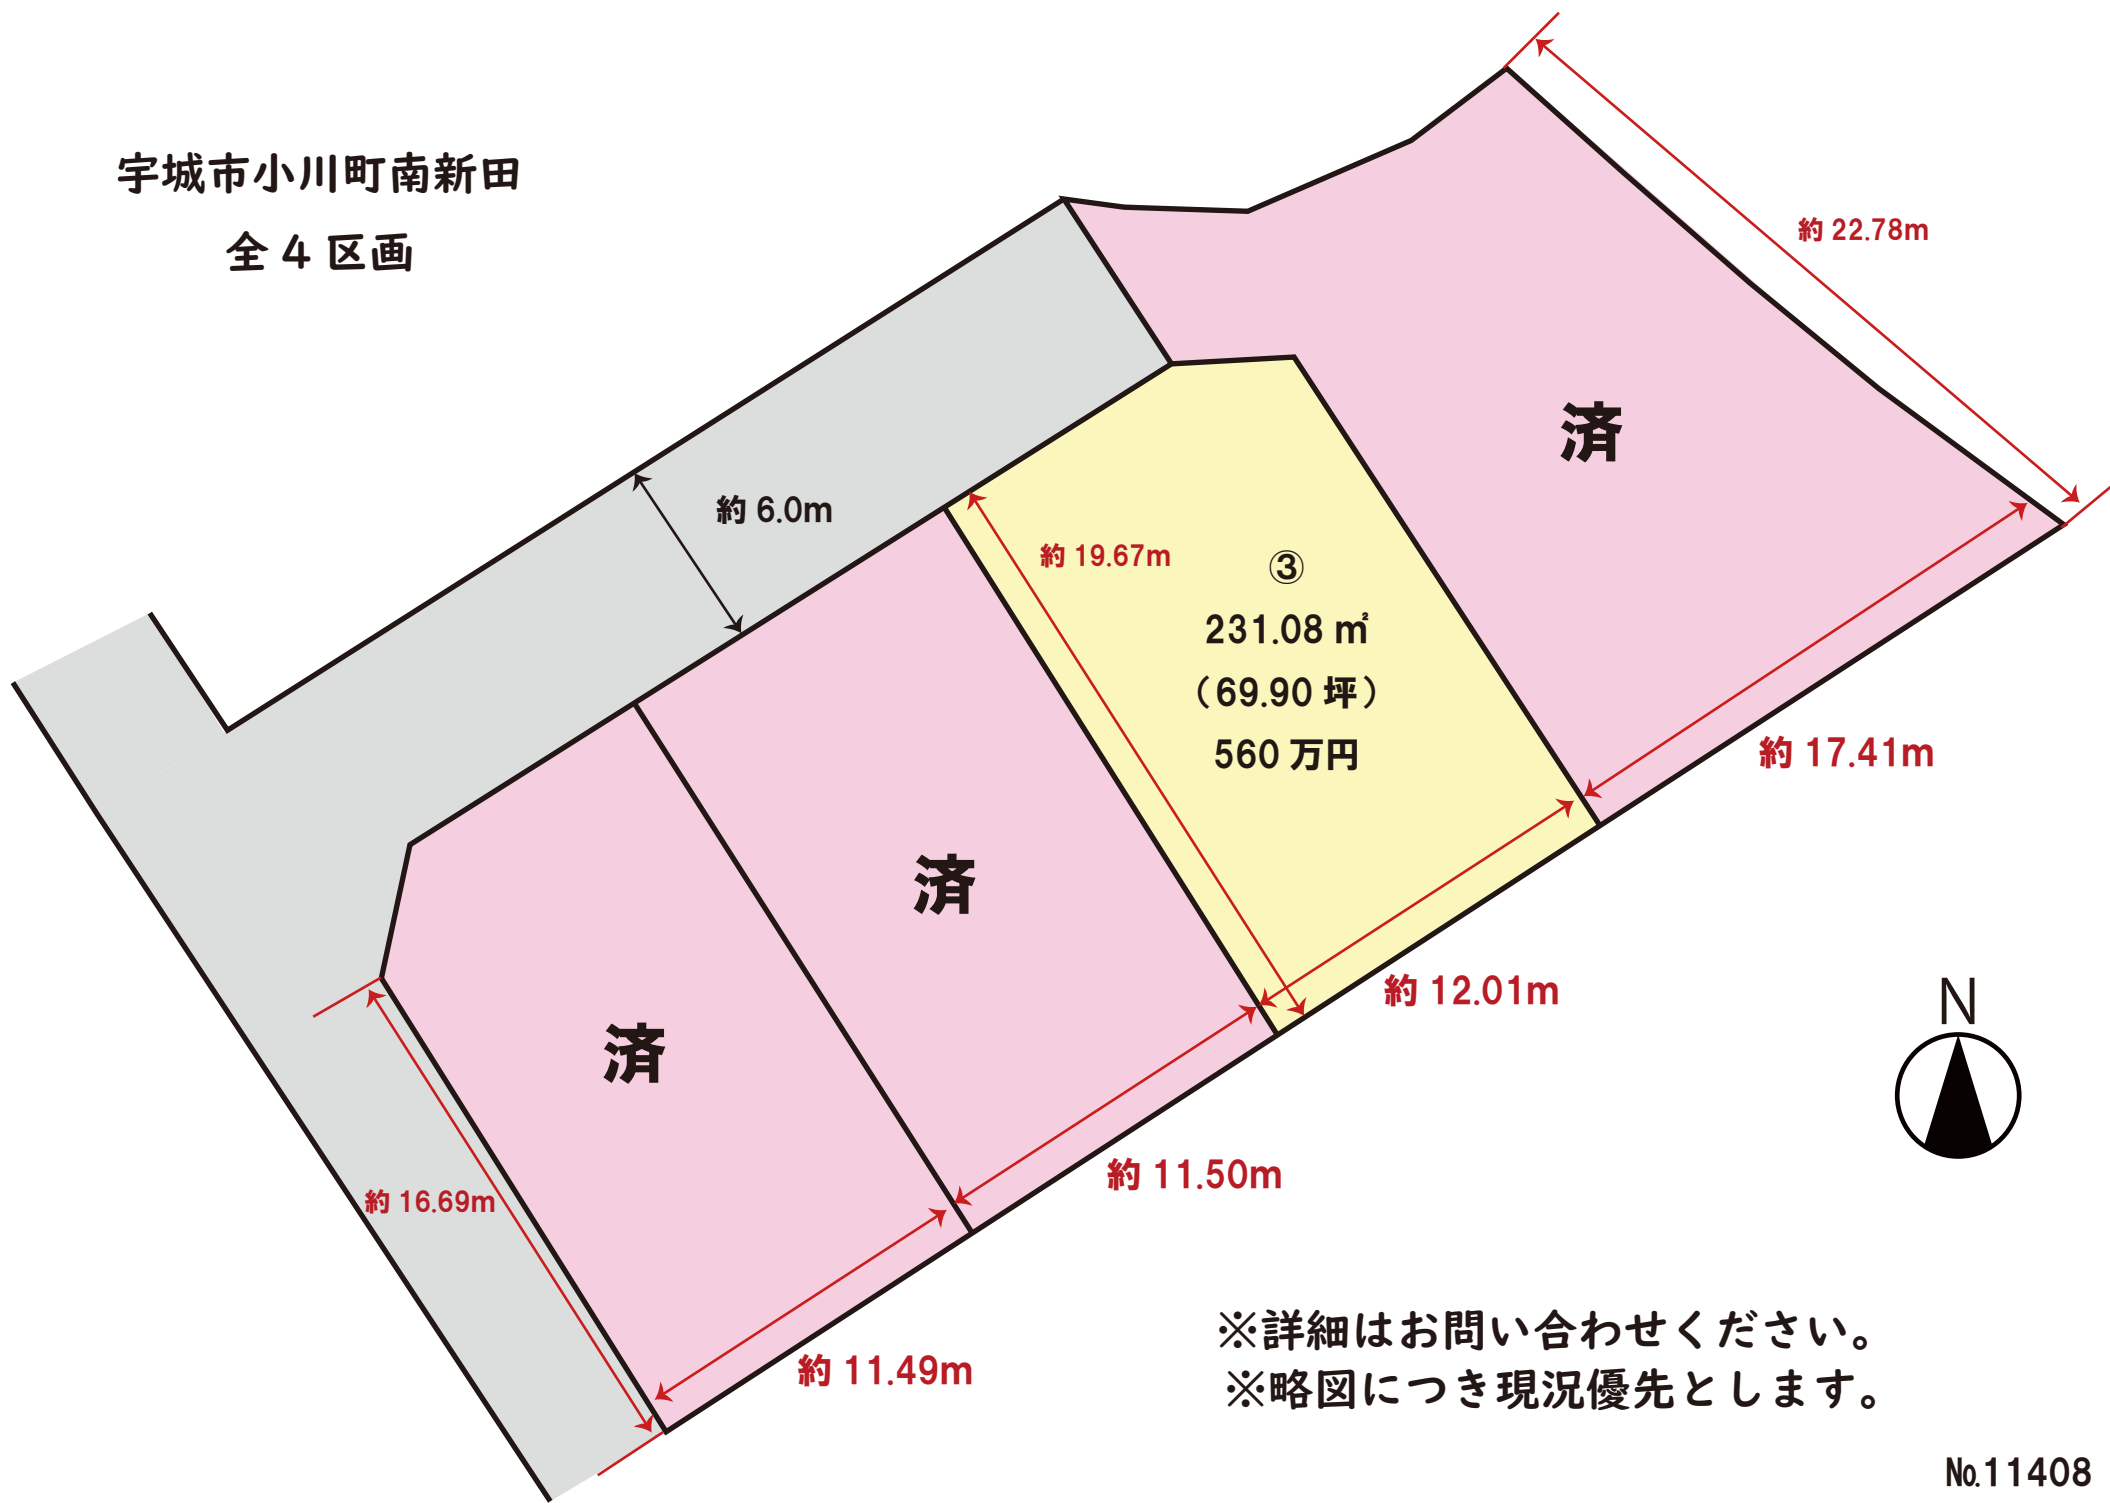 宇城市小川町南新田
全4区画
約 22.78m
済
約 6.0m
約 19.67m
③
231.08 ㎡
（69.90 坪）
560 万円
約 17.41m
済
約 12.01m
N
済
約 11.50m
約 16.69m
約 11.49m
※詳細はお問い合わせください。
※略図につき現況優先とします。
№11408